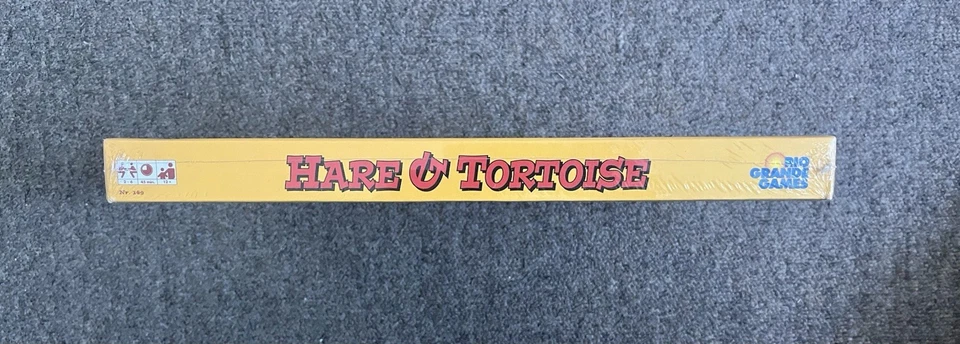 HARE & TORTOISE
RIO
GRANDE
GAMES